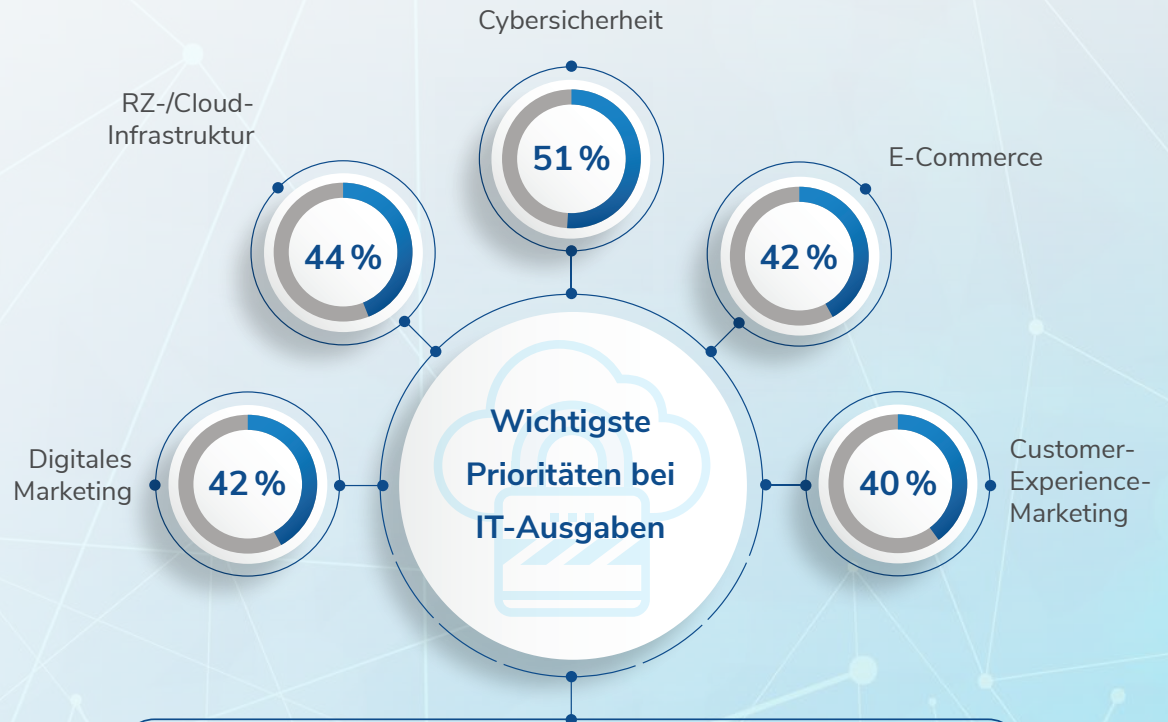 Cybersicherheit
51 %
RZ-/Cloud-
Infrastruktur
44 %
E-Commerce
42 %
Digitales
Marketing
42 %
Wichtigste
Prioritäten bei
IT-Ausgaben
40 %
Customer-
Experience-
Marketing